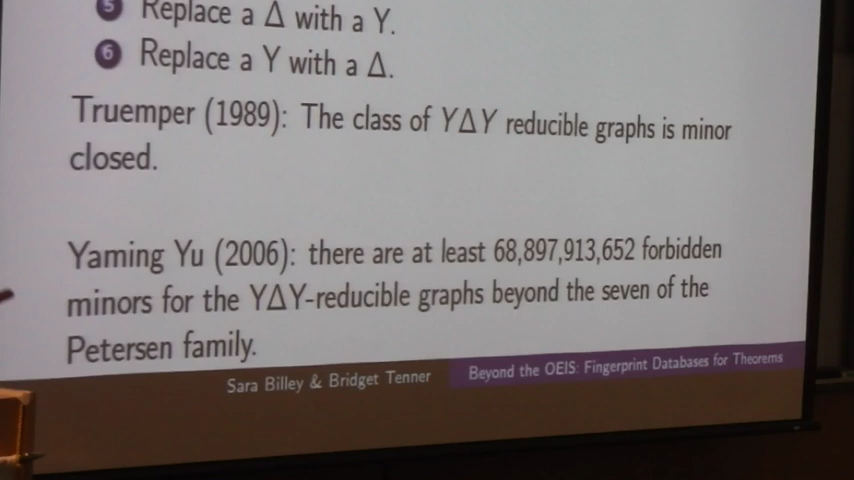 5 Replace a Δ with a Y.
6 Replace a Y with a Δ.
Truemper (1989): The class of YΔY reducible graphs is minor
closed.
Yaming Yu (2006): there are at least 68,897,913,652 forbidden
minors for the YΔY-reducible graphs beyond the seven of the
Petersen family.
Sara Billey & Bridget Tenner Beyond the OEIS: Fingerprint Databases for Theorems